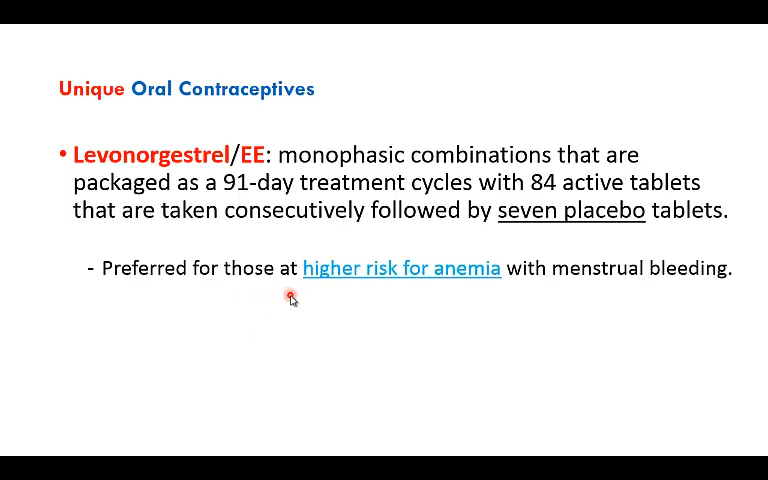 Unique Oral Contraceptives
• Levonorgestrel/EE: monophasic combinations that are
packaged as a 91-day treatment cycles with 84 active tablets
that are taken consecutively followed by seven placebo tablets.
- Preferred for those at higher risk for anemia with menstrual bleeding.